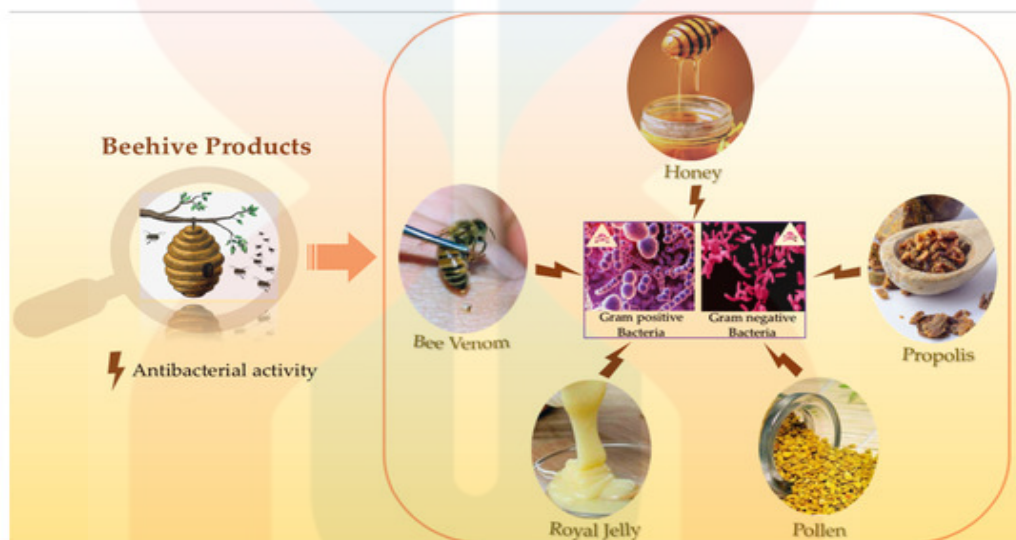 Beehive Products
Antibacterial activity
Honey
Bee Venom
Gram positive
Bacteria
Gram negative
Bacteria
Propolis
Royal Jelly
Pollen